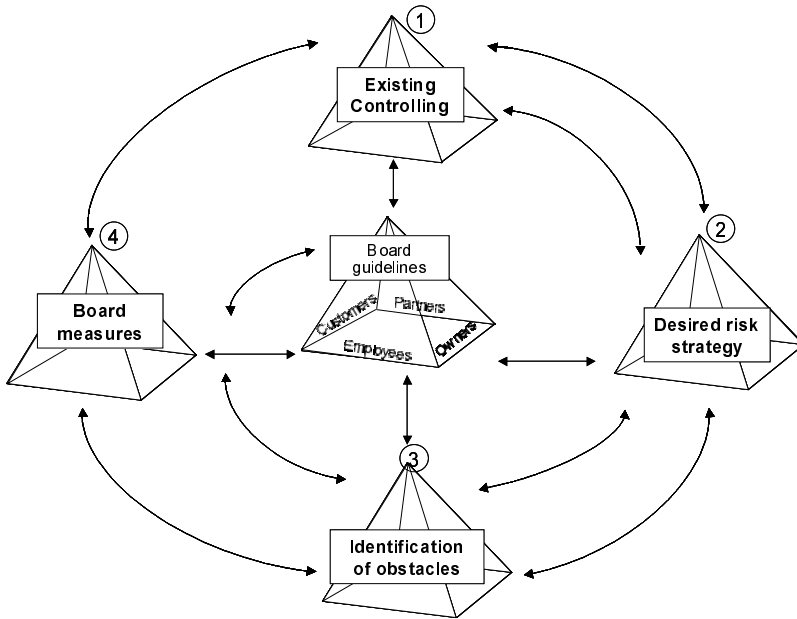 1
Existing
Controlling
2
Desired risk
strategy
3
Identification
of obstacles
4
Board
measures
Board
guidelines
Customers
Partners
Employees
Owners